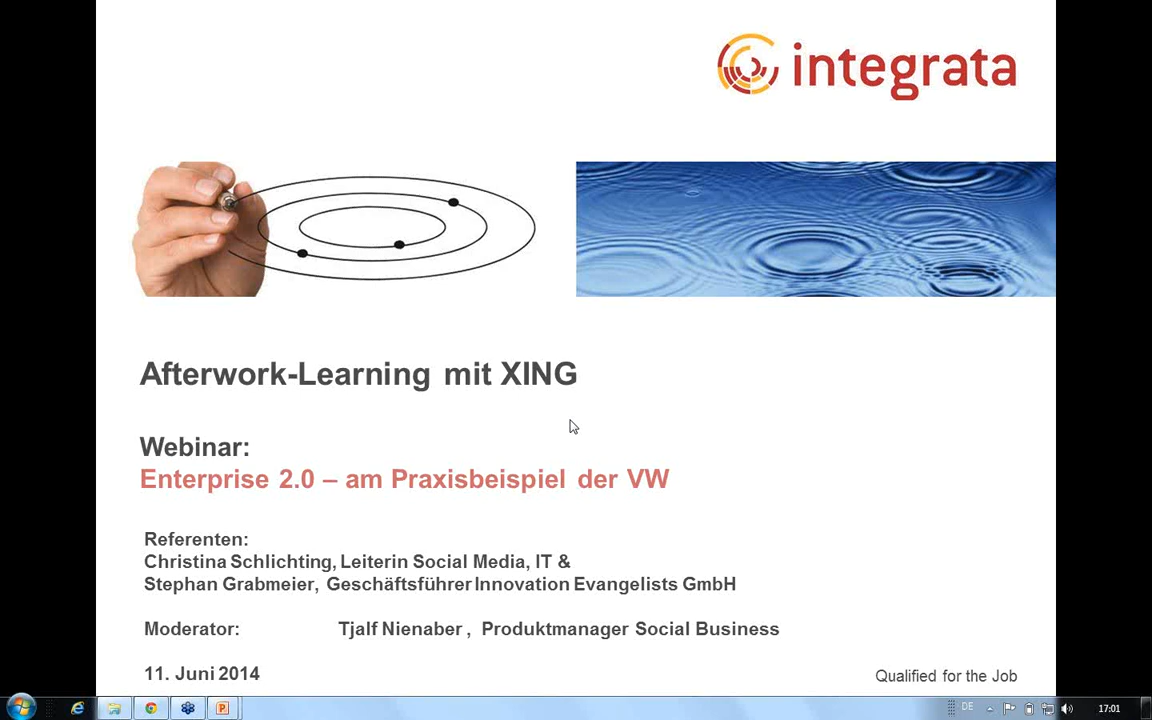 integrata
Afterwork-Learning mit XING
Webinar:
Enterprise 2.0 – am Praxisbeispiel der VW
Referenten:
Christina Schlichting, Leiterin Social Media, IT &
Stephan Grabmeier, Geschäftsführer Innovation Evangelists GmbH
Moderator: Tjalf Nienaber , Produktmanager Social Business
11. Juni 2014
Qualified for the Job
DE
17:01